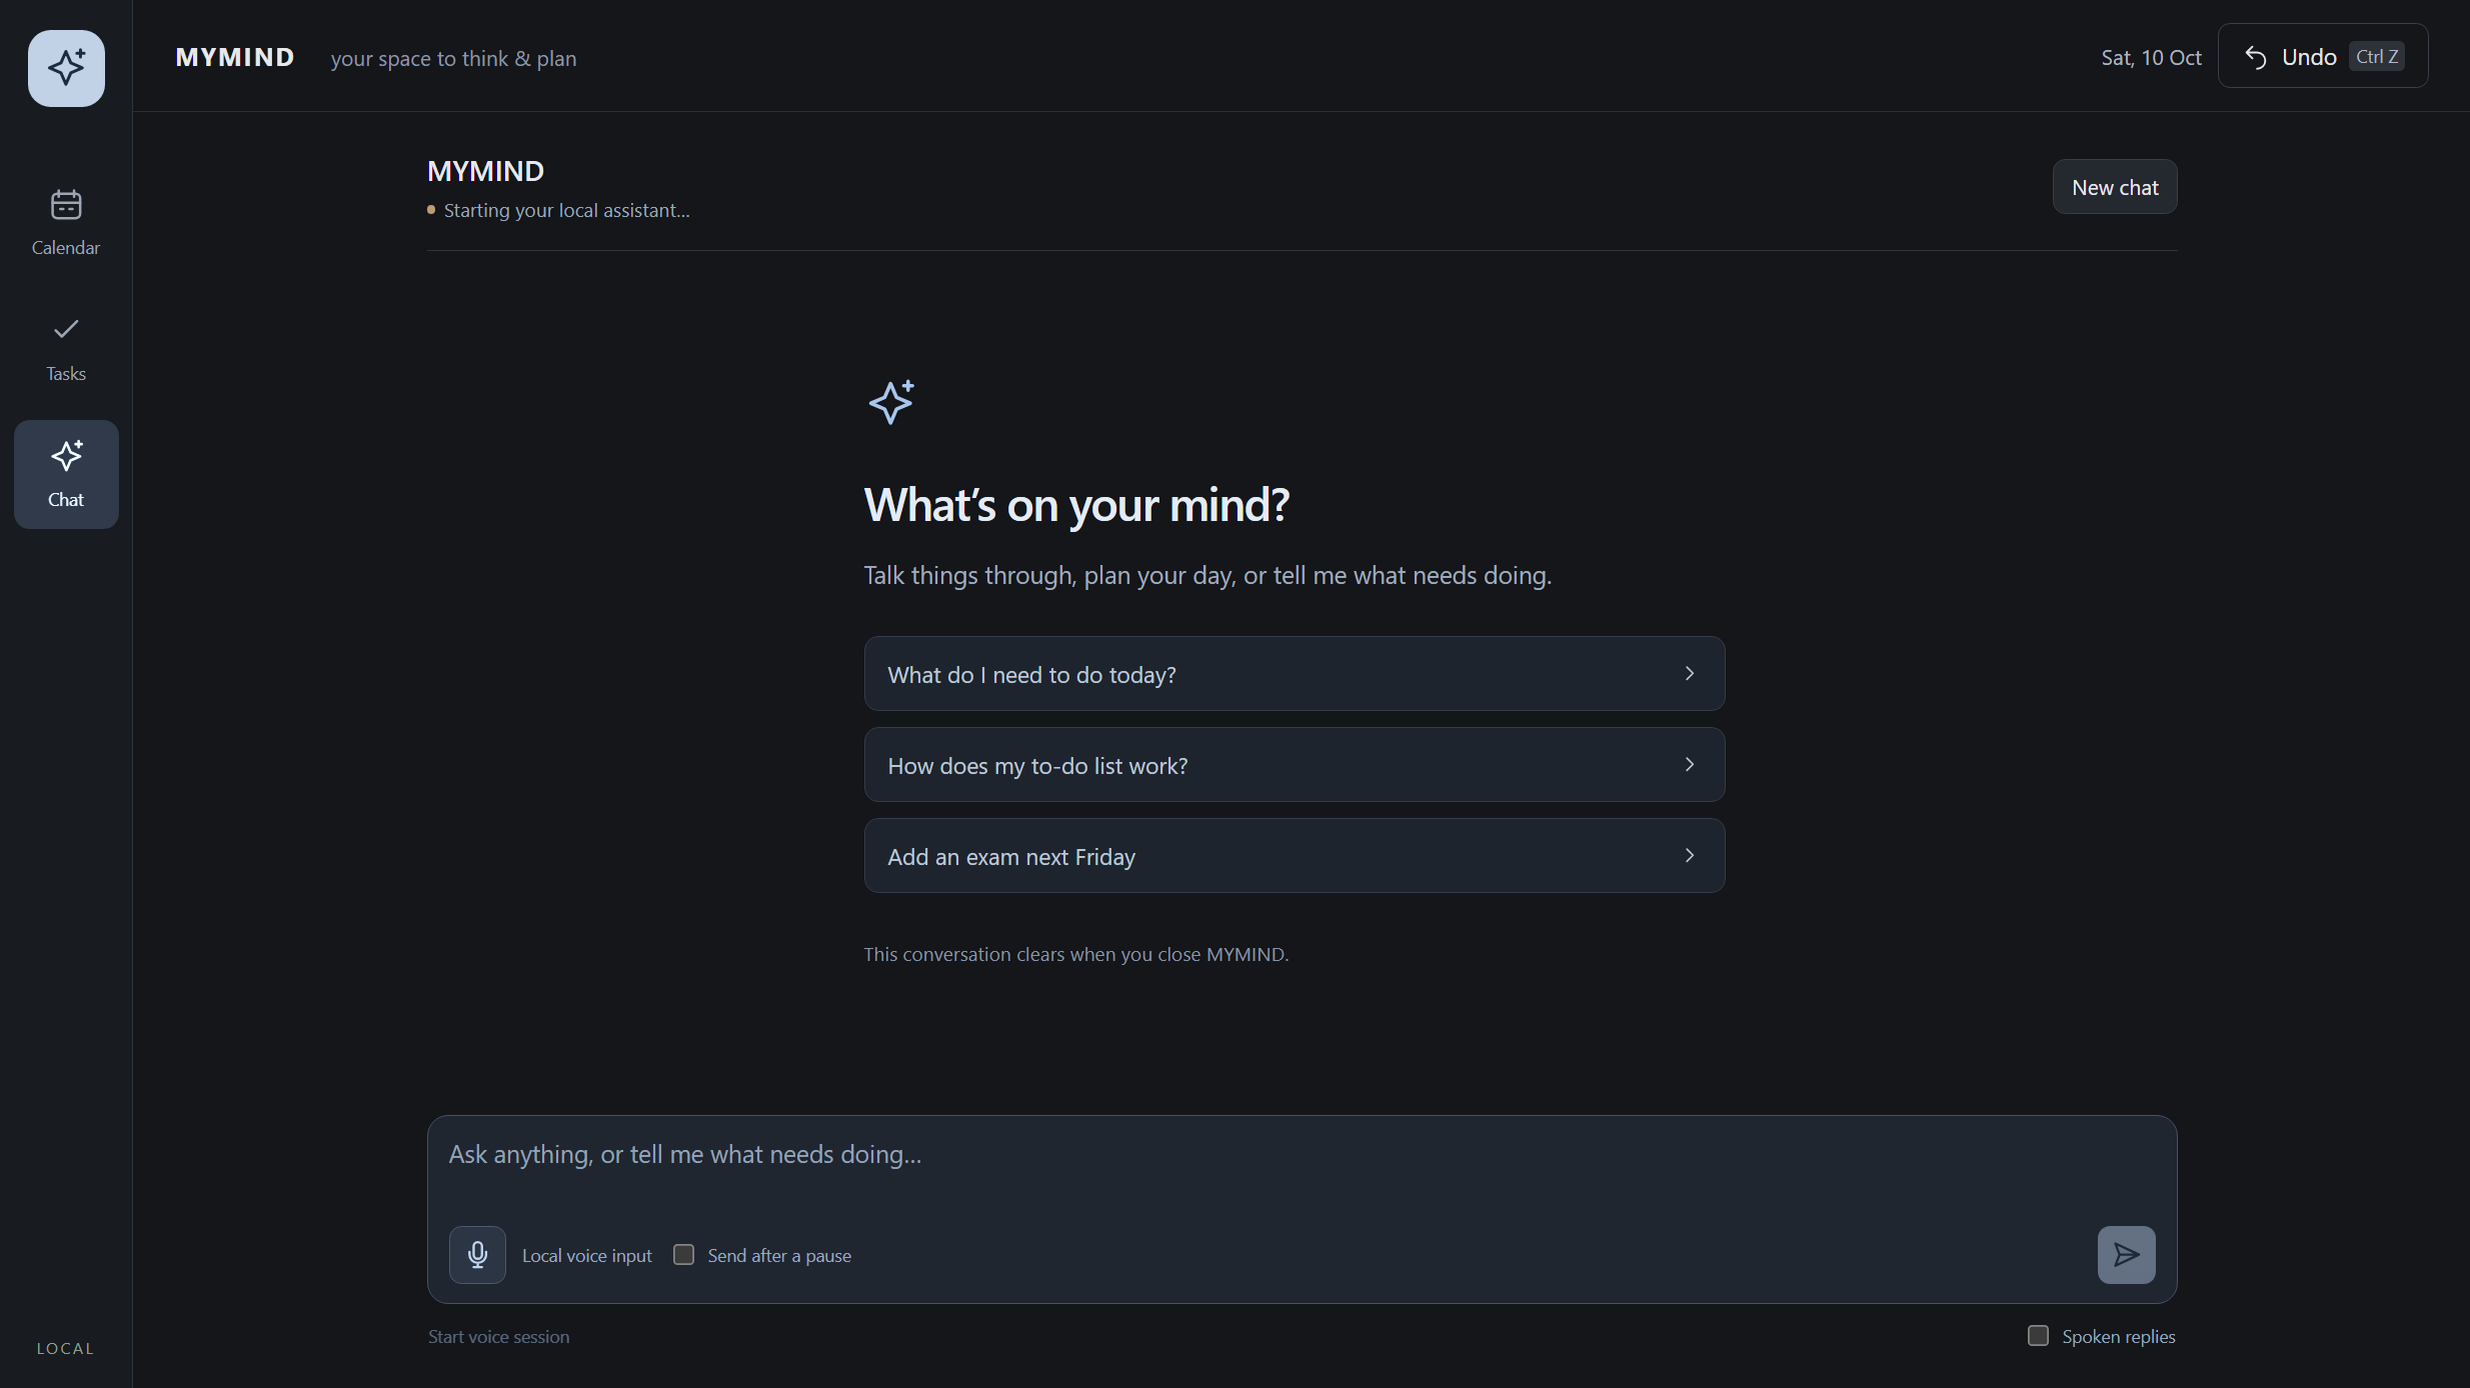 MYMIND your space to think & plan
Sat, 10 Oct
Undo Ctrl Z
Calendar
Tasks
Chat
LOCAL
MYMIND
Starting your local assistant...
New chat
What's on your mind?
Talk things through, plan your day, or tell me what needs doing.
What do I need to do today?
How does my to-do list work?
Add an exam next Friday
This conversation clears when you close MYMIND.
Ask anything, or tell me what needs doing...
Local voice input
Send after a pause
Start voice session
Spoken replies